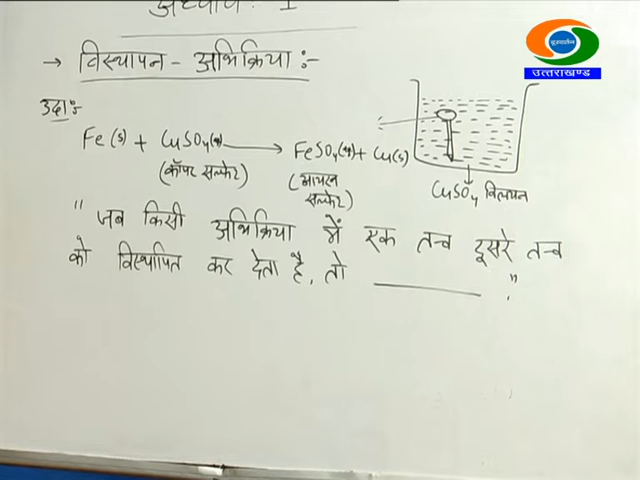 अध्याय - 1
दूरदर्शन
उत्तराखण्ड
→ विस्थापन - अभिक्रिया :-
उदा :-
Fe(s) + CuSO₄(aq) ⟶ FeSO₄(aq) + Cu(s)
(कॉपर सल्फेट) (आयरन सल्फेट)
CuSO₄ विलयन
" जब किसी अभिक्रिया में एक तत्व दूसरे तत्व
को विस्थापित कर देता है, तो ________ ."